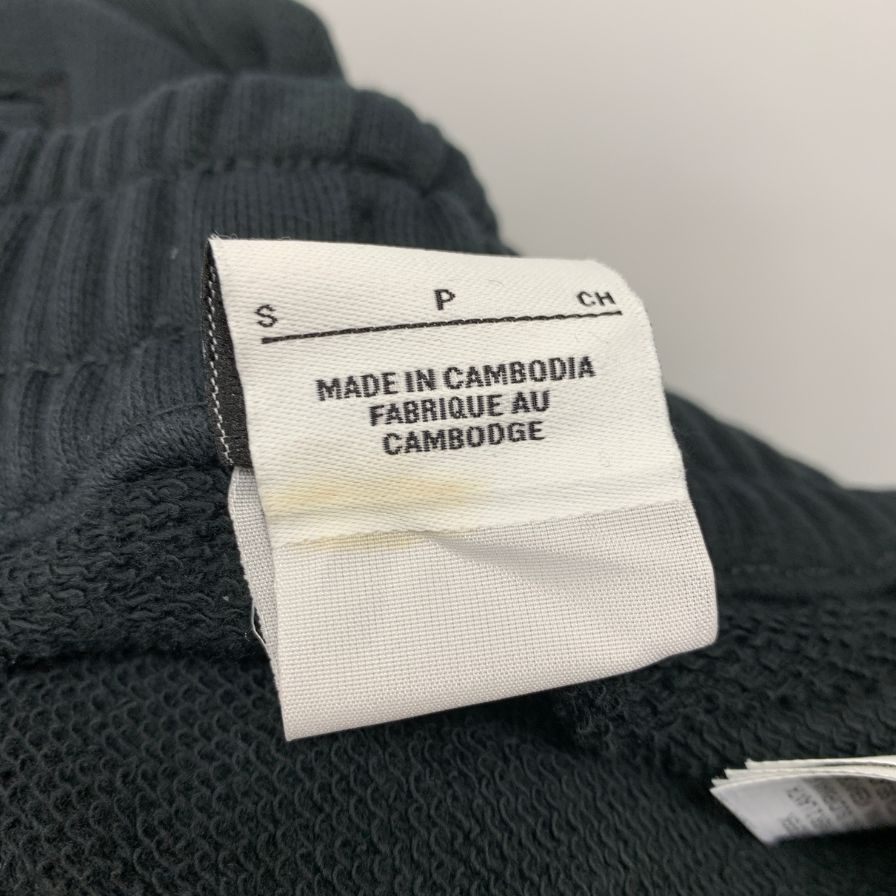 S P CH
MADE IN CAMBODIA
FABRIQUE AU
CAMBODGE